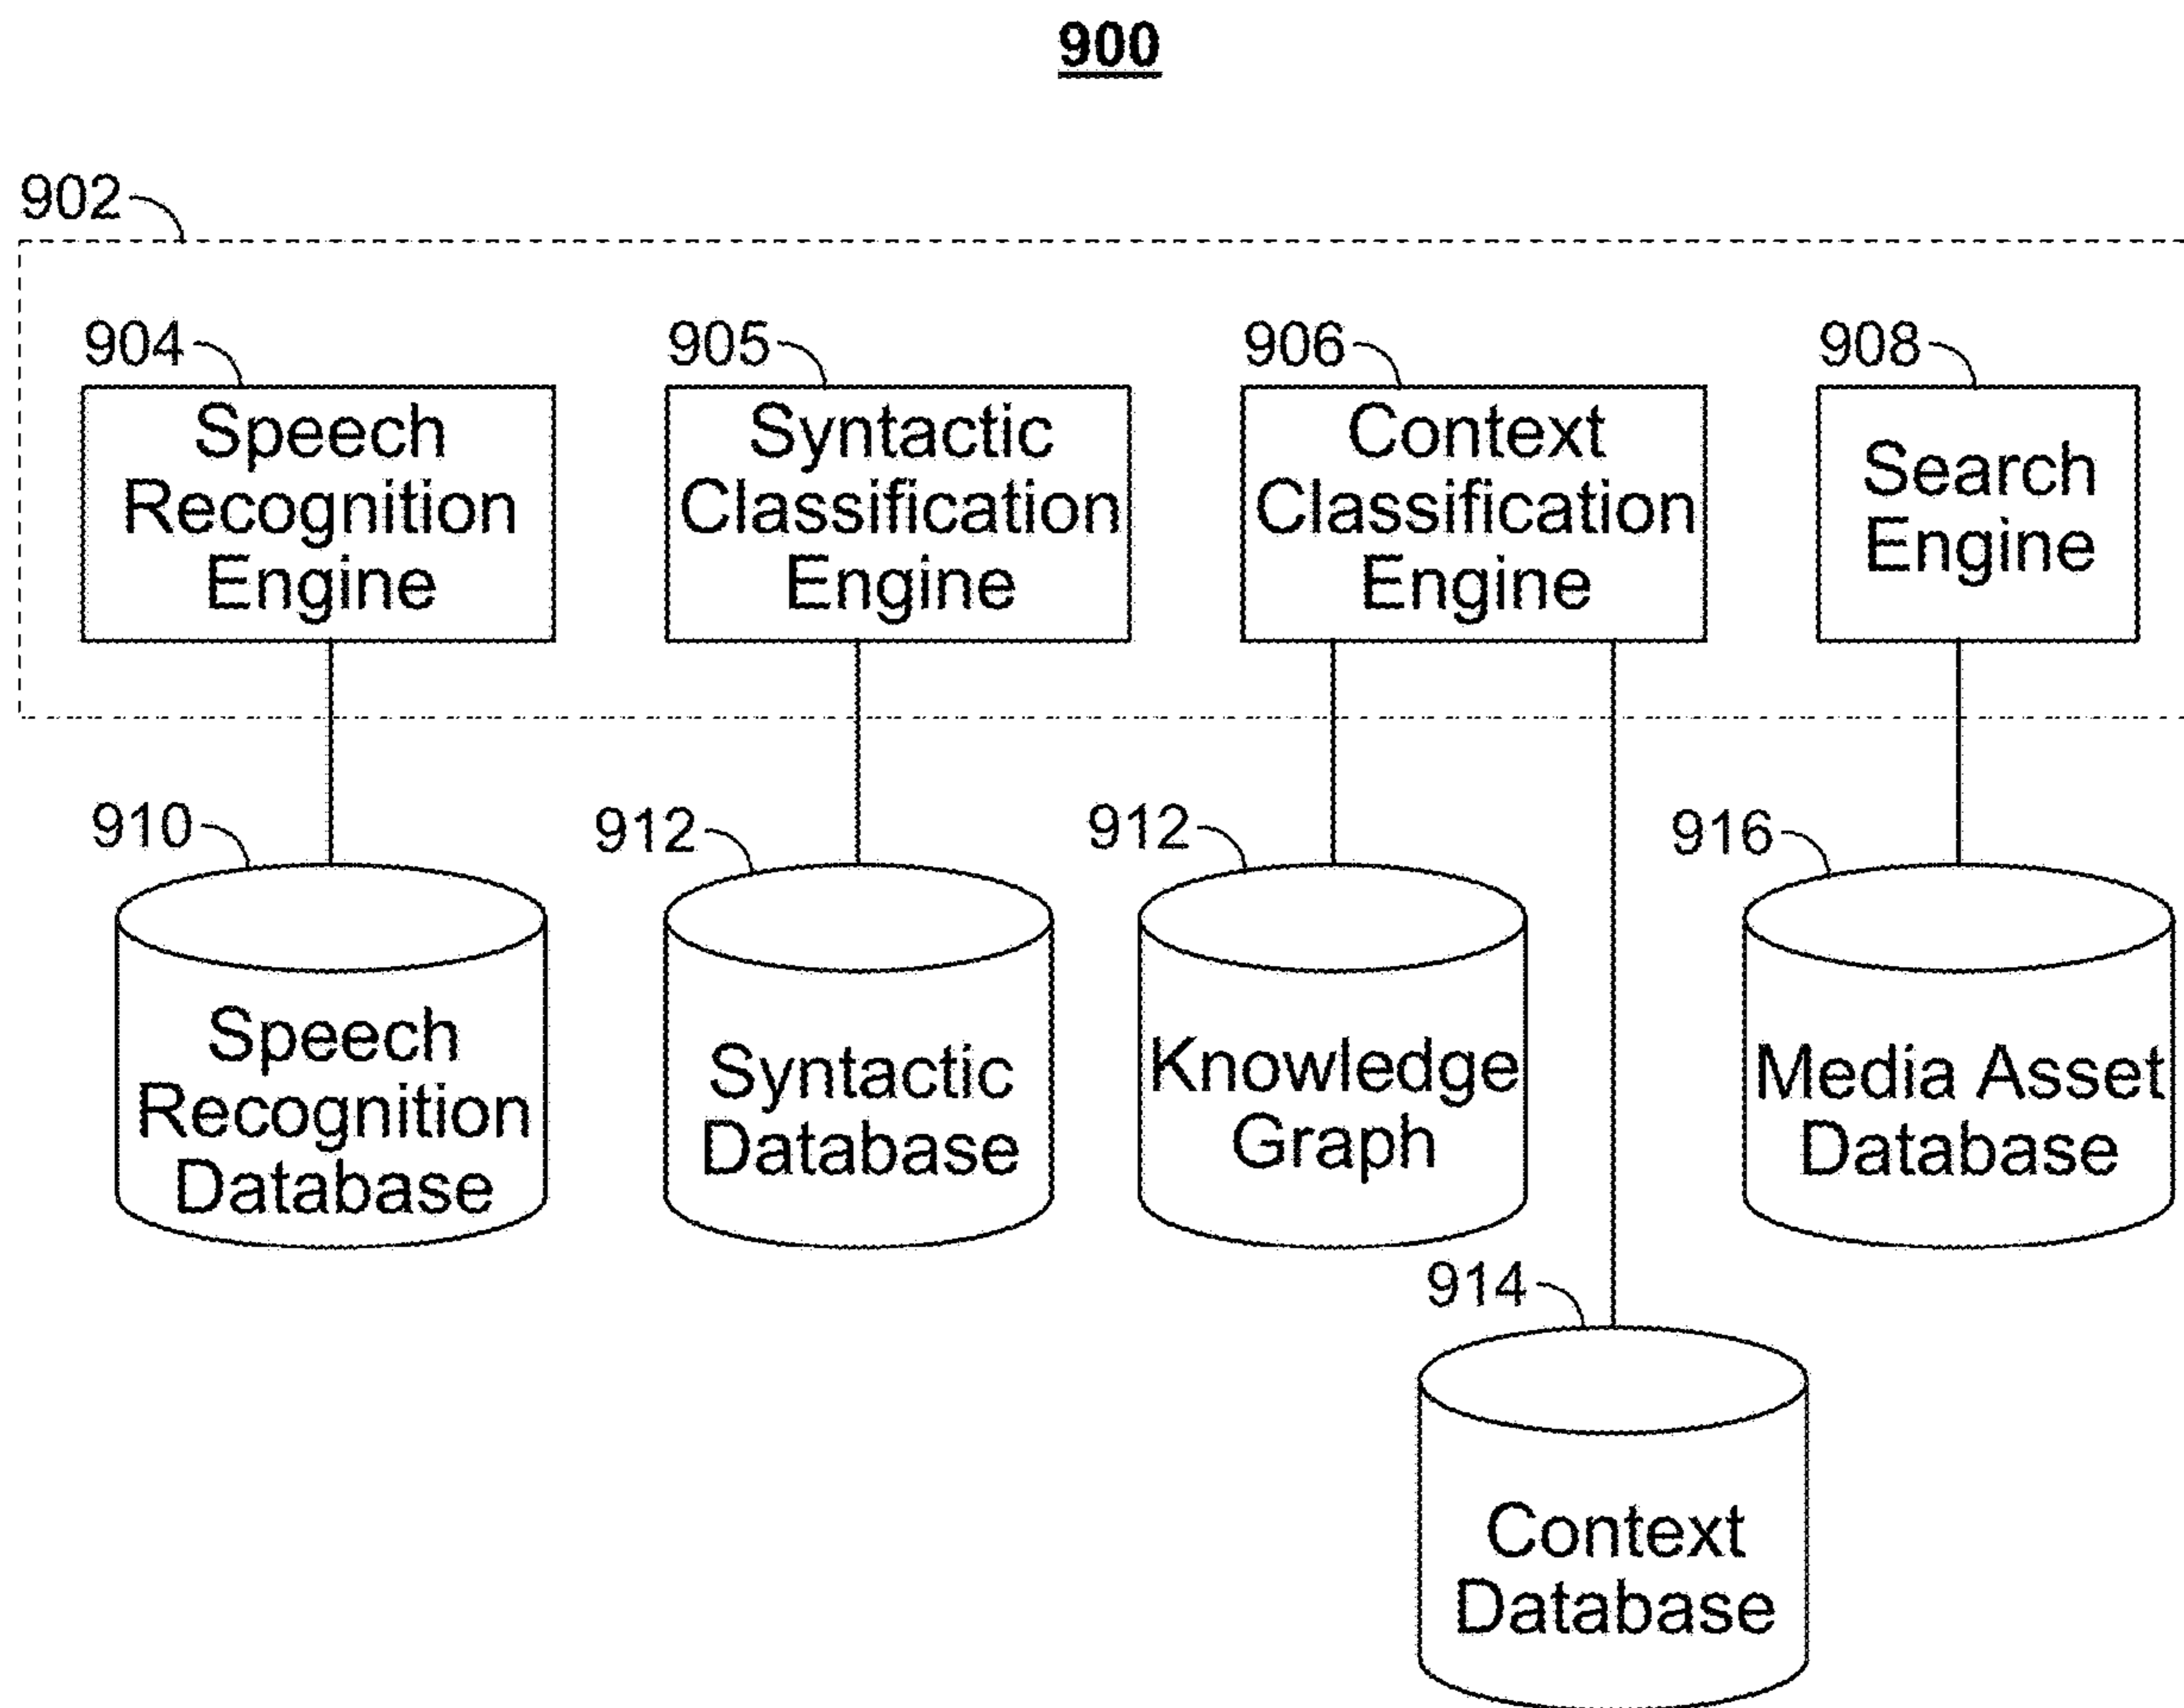 900
902
904
Speech
Recognition
Engine
905
Syntactic
Classification
Engine
906
Context
Classification
Engine
908
Search
Engine
910
Speech
Recognition
Database
912
Syntactic
Database
912
Knowledge
Graph
916
Media Asset
Database
914
Context
Database